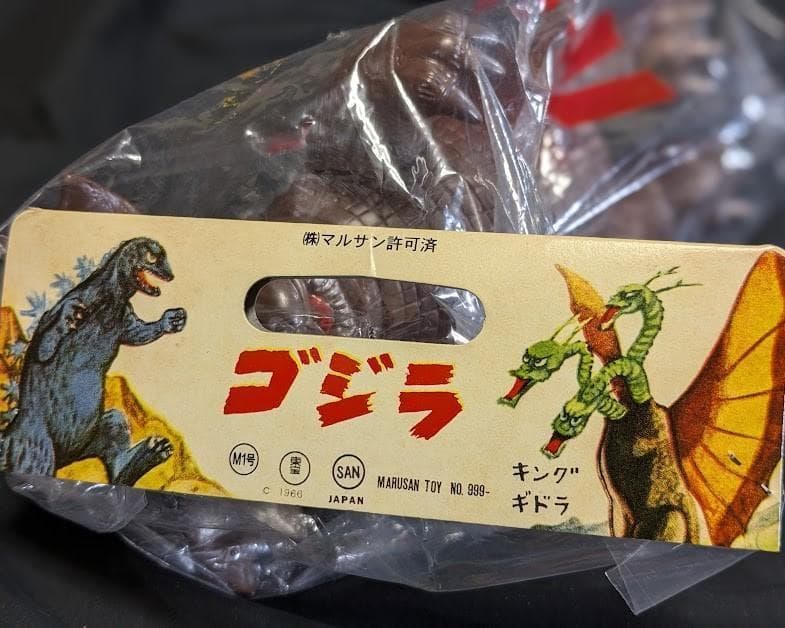 (株)マルサン許可済
ゴジラ
M1号 東宝 SAN MARUSAN TOY NO. 999-
C 1966 JAPAN
キング
ギドラ